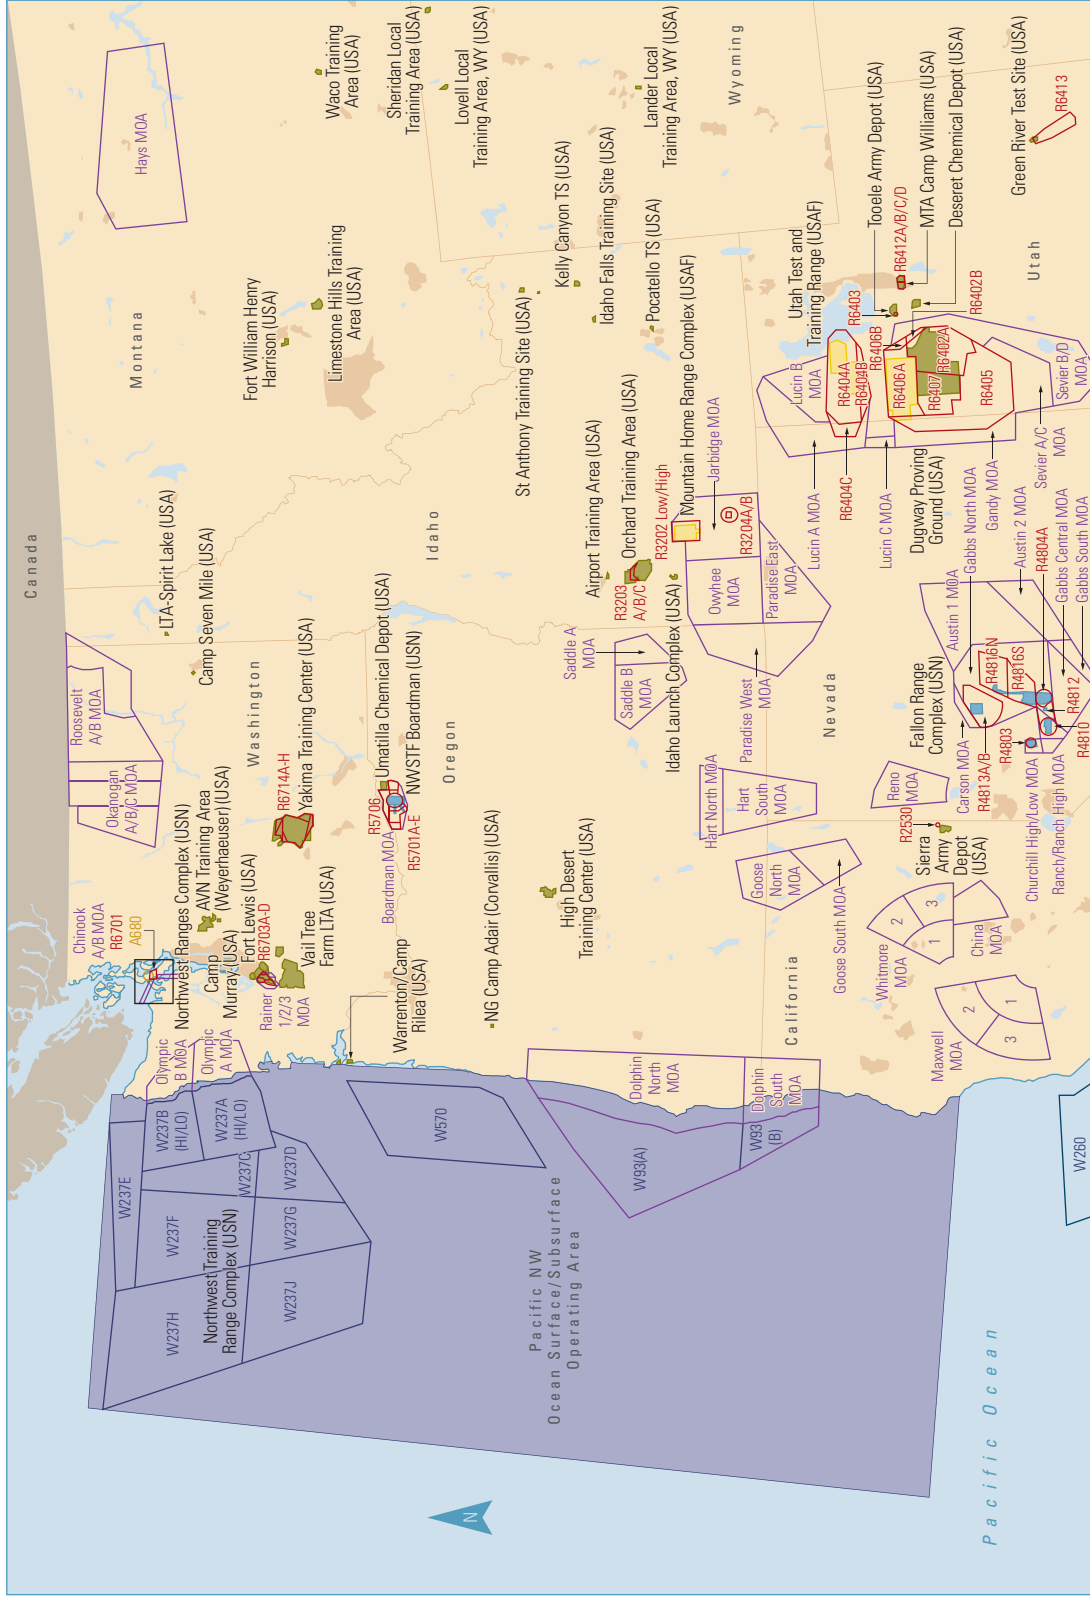 Canada
Montana
Washington
Idaho
Oregon
Wyoming
Nevada
Utah
California
Pacific Ocean
N
Pacific NW
Ocean Surface/Subsurface
Operating Area
Hays MOA
Waco Training
Area (USA)
Sheridan Local
Training Area (USA)
Lovell Local
Training Area, WY (USA)
Lander Local
Training Area, WY (USA)
Fort William Henry
Harrison (USA)
Limestone Hills Training
Area (USA)
St Anthony Training Site (USA)
Kelly Canyon TS (USA)
Idaho Falls Training Site (USA)
Pocatello TS (USA)
Utah Test and
Training Range (USAF)
Tooele Army Depot (USA)
R6412A/B/C/D
MTA Camp Williams (USA)
Deseret Chemical Depot (USA)
Green River Test Site (USA)
R6413
R6403
R6402B
R6406B
Lucin B
MOA
R6404A
R6404B
R6406A
R6407
R6402A
R6405
Sevier B/D
MOA
Sevier A/C
MOA
Lucin A MOA
R6404C
Lucin C MOA
Dugway Proving
Ground (USA)
Gandy MOA
LTA-Spirit Lake (USA)
Camp Seven Mile (USA)
Airport Training Area (USA)
Orchard Training Area (USA)
R3203
A/B/C
R3202 Low/High
Mountain Home Range Complex (USAF)
Jarbidge MOA
R3204A/B
Owyhee
MOA
Paradise East
MOA
Paradise West
MOA
Saddle A
MOA
Saddle B
MOA
Idaho Launch Complex (USA)
Austin 1 MOA
Gabbs North MOA
Austin 2 MOA
R4804A
Gabbs Central MOA
Gabbs South MOA
R4816N
R4816S
R4812
R4810
R4803
R4813A/B
Carson MOA
Fallon Range
Complex (USN)
Churchill High/Low MOA
Ranch/Ranch High MOA
Reno
MOA
R2530
Sierra
Army
Depot
(USA)
Roosevelt
A/B MOA
Okanogan
A/B/C MOA
Chinook
A/B MOA
R6701
A680
Northwest Ranges Complex (USN)
AVN Training Area
(Weyerhaeuser) (USA)
Camp
Murray (USA)
Fort Lewis (USA)
R6703A-D
Rainer
1/2/3
MOA
Vail Tree
Farm LTA (USA)
R6714A-H
Yakima Training Center (USA)
Umatilla Chemical Depot (USA)
NWSTF Boardman (USN)
R5706
R5701A-E
Boardman MOA
Warrenton/Camp
Rilea (USA)
NG Camp Adair (Corvallis) (USA)
High Desert
Training Center (USA)
Hart North MOA
Hart
South
MOA
Goose
North
MOA
Goose South MOA
Whitmore
MOA
1
2
3
China
MOA
Maxwell
MOA
1
2
3
Olympic
B MOA
Olympic
A MOA
W237E
W237B
(HI/LO)
W237A
(HI/LO)
W237C
W237D
W237F
W237G
W237H
W237J
Northwest Training
Range Complex (USN)
W570
W93(A)
W93
(B)
Dolphin
North
MOA
Dolphin
South
MOA
W260